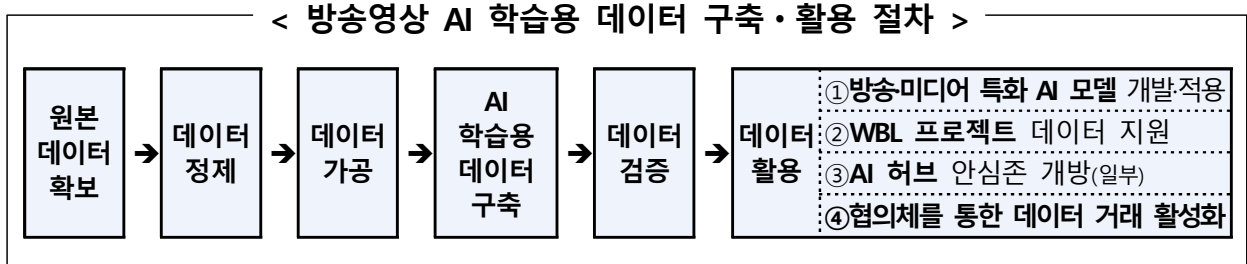 < 방송영상 AI 학습용 데이터 구축·활용 절차 >
원본
데이터
확보
➔
데이터
정제
➔
데이터
가공
➔
AI
학습용
데이터
구축
➔
데이터
검증
➔
데이터
활용
①방송·미디어 특화 AI 모델 개발·적용
②WBL 프로젝트 데이터 지원
③AI 허브 안심존 개방(일부)
④협의체를 통한 데이터 거래 활성화